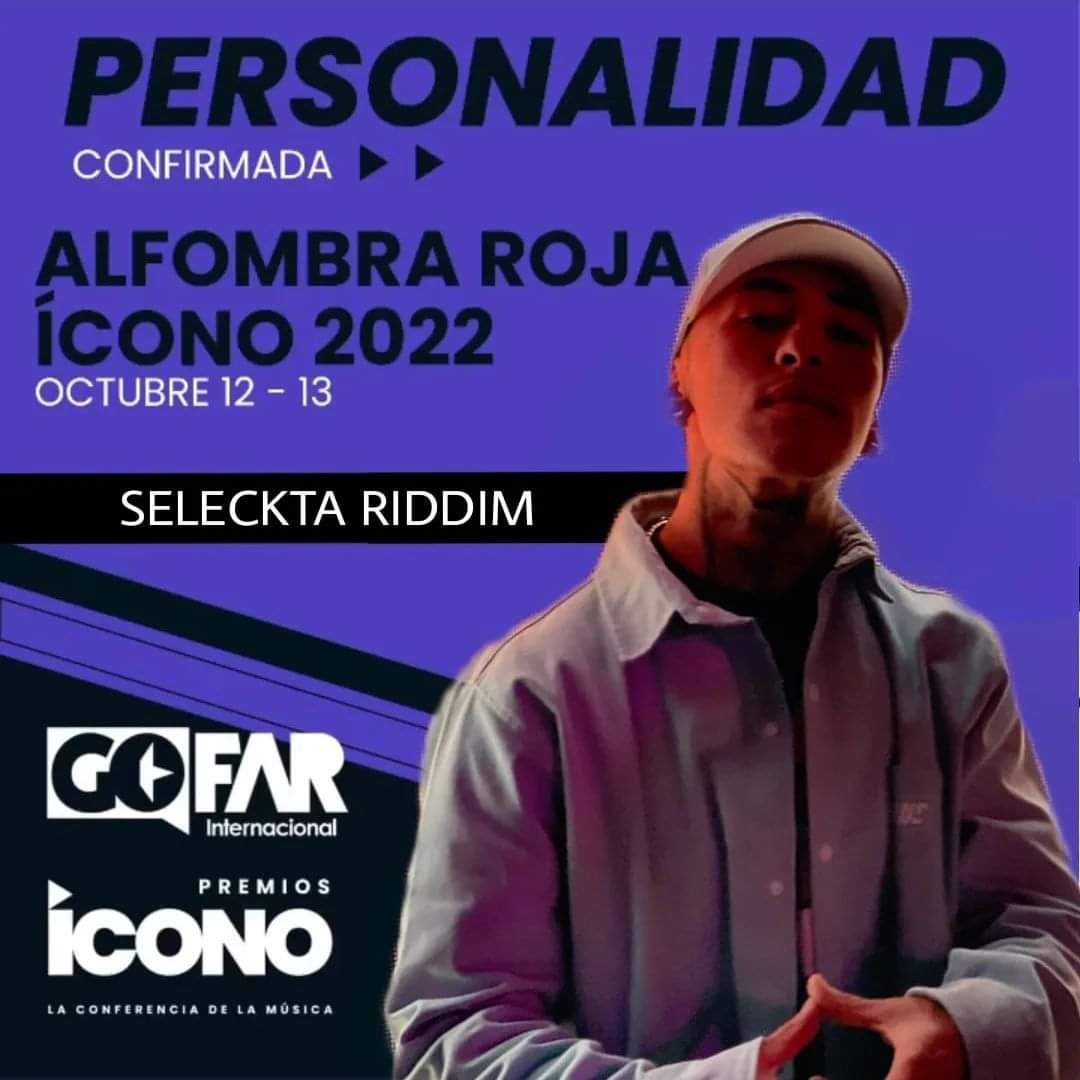 PERSONALIDAD
CONFIRMADA
ALFOMBRA ROJA
ÍCONO 2022
OCTUBRE 12 - 13
SELECKTA RIDDIM
GOFAR
Internacional
PREMIOS
ÍCONO
LA CONFERENCIA DE LA MÚSICA